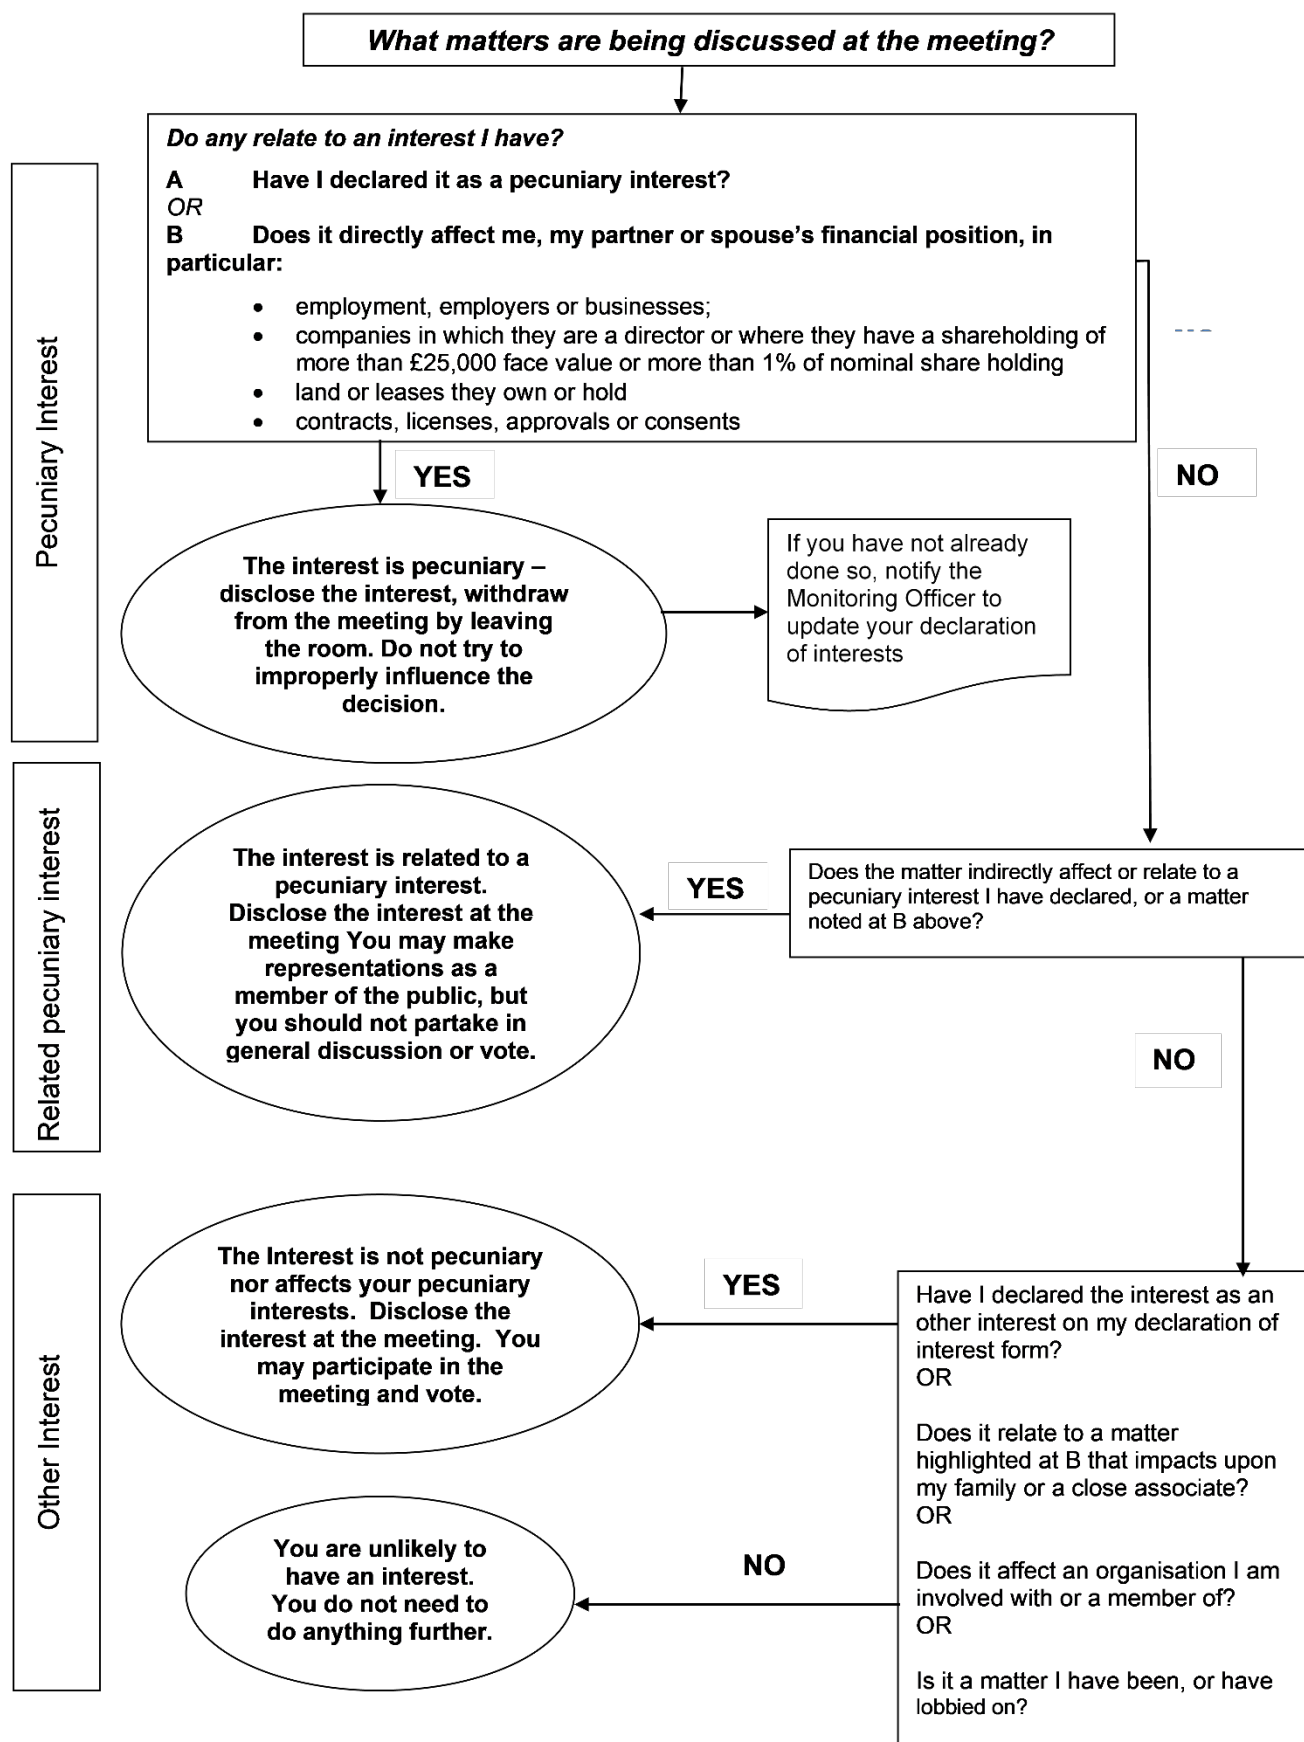 What matters are being discussed at the meeting?
Do any relate to an interest I have?
A Have I declared it as a pecuniary interest?
OR
B Does it directly affect me, my partner or spouse's financial position, in
particular:
• employment, employers or businesses;
• companies in which they are a director or where they have a shareholding of
more than £25,000 face value or more than 1% of nominal share holding
• land or leases they own or hold
• contracts, licenses, approvals or consents
Pecuniary Interest
YES
NO
The interest is pecuniary –
disclose the interest, withdraw
from the meeting by leaving
the room. Do not try to
improperly influence the
decision.
If you have not already
done so, notify the
Monitoring Officer to
update your declaration
of interests
Related pecuniary interest
The interest is related to a
pecuniary interest.
Disclose the interest at the
meeting You may make
representations as a
member of the public, but
you should not partake in
general discussion or vote.
YES
Does the matter indirectly affect or relate to a
pecuniary interest I have declared, or a matter
noted at B above?
NO
Other Interest
The Interest is not pecuniary
nor affects your pecuniary
interests. Disclose the
interest at the meeting. You
may participate in the
meeting and vote.
YES
Have I declared the interest as an
other interest on my declaration of
interest form?
OR
Does it relate to a matter
highlighted at B that impacts upon
my family or a close associate?
OR
Does it affect an organisation I am
involved with or a member of?
OR
Is it a matter I have been, or have
lobbied on?
NO
You are unlikely to
have an interest.
You do not need to
do anything further.